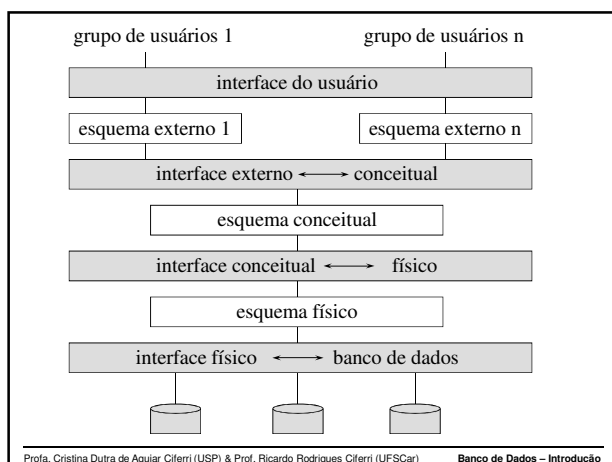 grupo de usuários 1 grupo de usuários n
interface do usuário
esquema externo 1 esquema externo n
interface externo ↔ conceitual
esquema conceitual
interface conceitual ↔ físico
esquema físico
interface físico ↔ banco de dados
Profa. Cristina Dutra de Aguiar Ciferri (USP) & Prof. Ricardo Rodrigues Ciferri (UFSCar) Banco de Dados – Introdução